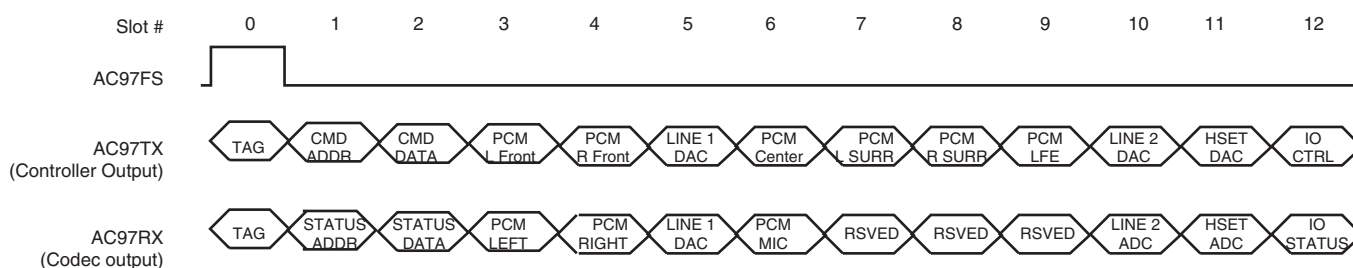 Slot # 0 1 2 3 4 5 6 7 8 9 10 11 12
AC97FS
AC97TX
(Controller Output)
TAG
CMD
ADDR
CMD
DATA
PCM
L Front
PCM
R Front
LINE 1
DAC
PCM
Center
PCM
L SURR
PCM
R SURR
PCM
LFE
LINE 2
DAC
HSET
DAC
IO
CTRL
AC97RX
(Codec output)
TAG
STATUS
ADDR
STATUS
DATA
PCM
LEFT
PCM
RIGHT
LINE 1
DAC
PCM
MIC
RSVED
RSVED
RSVED
LINE 2
ADC
HSET
ADC
IO
STATUS